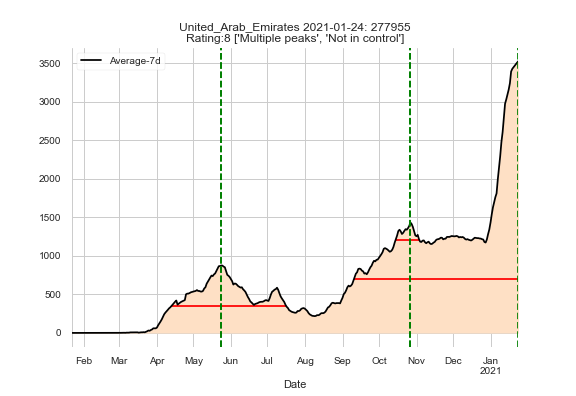 United_Arab_Emirates 2021-01-24: 277955
Rating:8 ['Multiple peaks', 'Not in control']
Average-7d
3500
3000
2500
2000
1500
1000
500
0
Feb Mar Apr May Jun Jul Aug Sep Oct Nov Dec Jan
2021
Date